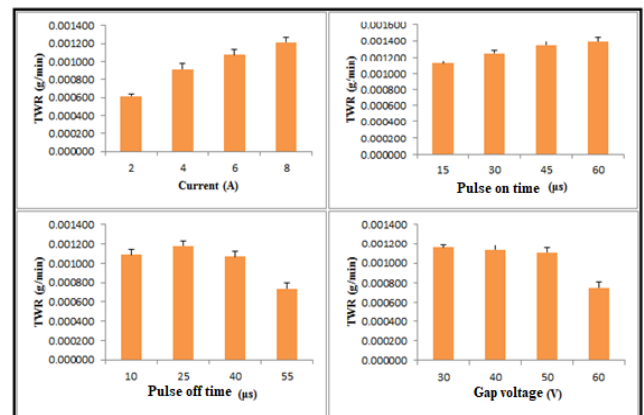 0.001400
0.001200
0.001000
0.000800
0.000600
0.000400
0.000200
0.000000
TWR (g/min)
2 4 6 8
Current (A)
0.001600
0.001400
0.001200
0.001000
0.000800
0.000600
0.000400
0.000200
0.000000
TWR (g/min)
15 30 45 60
Pulse on time (µs)
0.001400
0.001200
0.001000
0.000800
0.000600
0.000400
0.000200
0.000000
TWR (g/min)
10 25 40 55
Pulse off time (µs)
0.001400
0.001200
0.001000
0.000800
0.000600
0.000400
0.000200
0.000000
TWR (g/min)
30 40 50 60
Gap voltage (V)